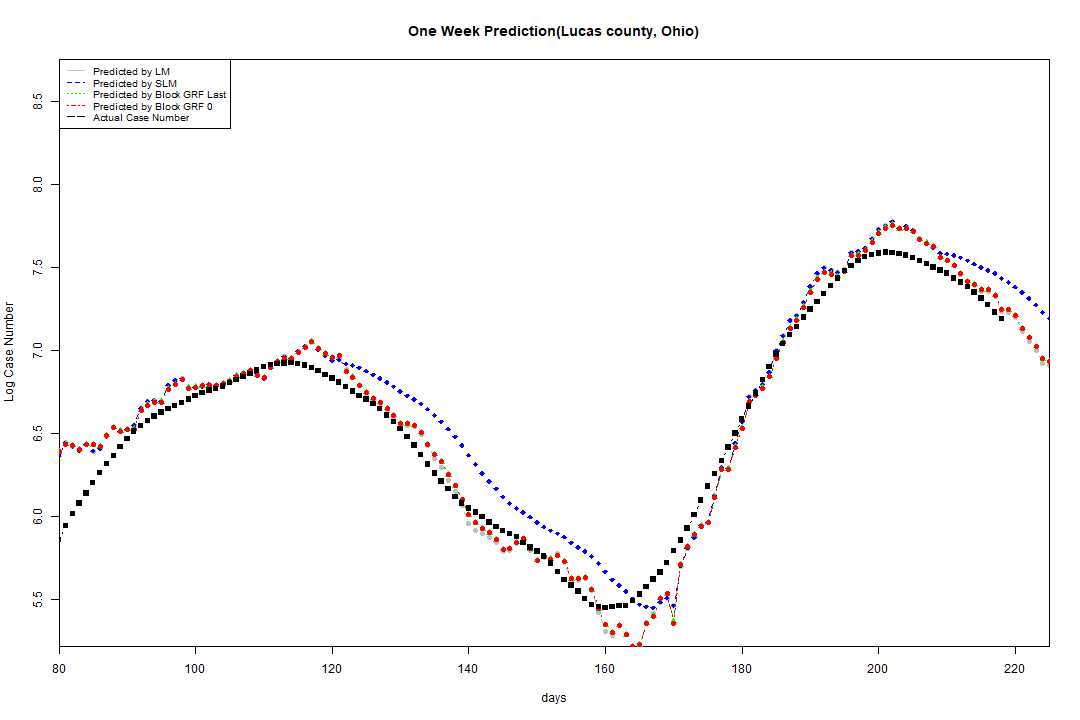 One Week Prediction(Lucas county, Ohio)
Predicted by LM
Predicted by SLM
Predicted by Block GRF Last
Predicted by Block GRF 0
Actual Case Number
Log Case Number
8.5
8.0
7.5
7.0
6.5
6.0
5.5
80 100 120 140 160 180 200 220
days